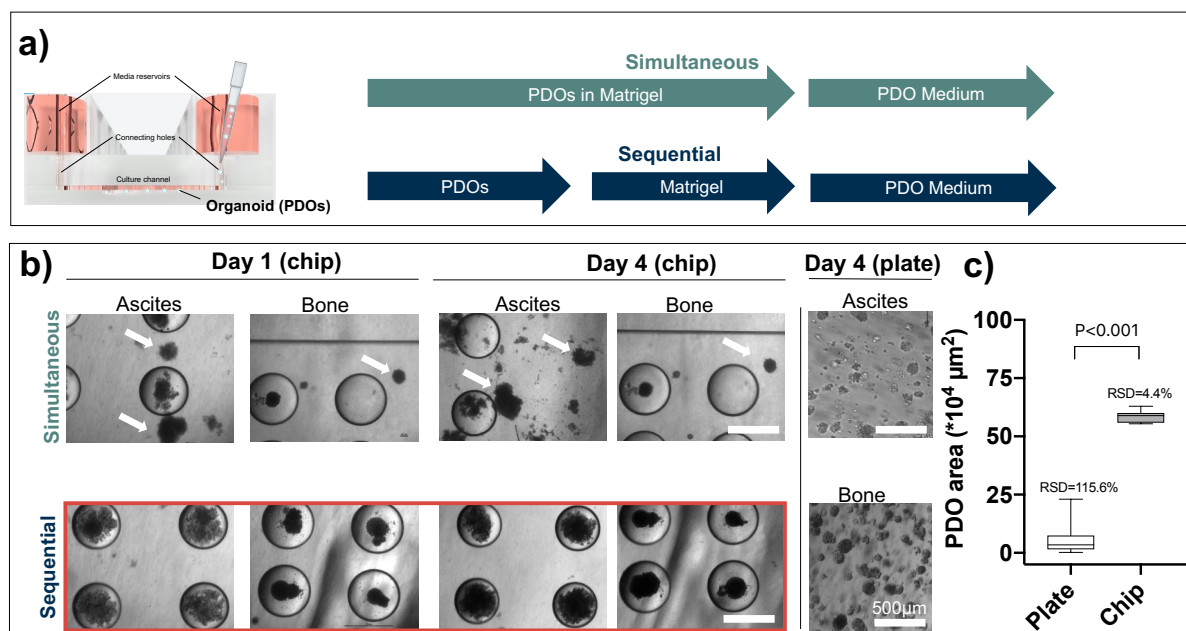 a)
Media reservoirs
Connecting holes
Culture channel
Organoid (PDOs)
Simultaneous
PDOs in Matrigel
PDO Medium
Sequential
PDOs
Matrigel
PDO Medium
b)
Day 1 (chip)
Day 4 (chip)
Day 4 (plate)
Ascites
Bone
Ascites
Bone
Ascites
Simultaneous
Sequential
Bone
500µm
c)
PDO area (*10⁴ µm²)
100
75
50
25
0
P<0.001
RSD=4.4%
RSD=115.6%
Plate
Chip